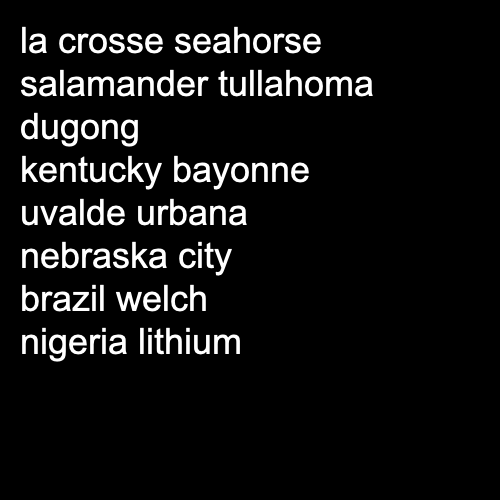 la crosse seahorse
salamander tullahoma
dugong
kentucky bayonne
uvalde urbana
nebraska city
brazil welch
nigeria lithium